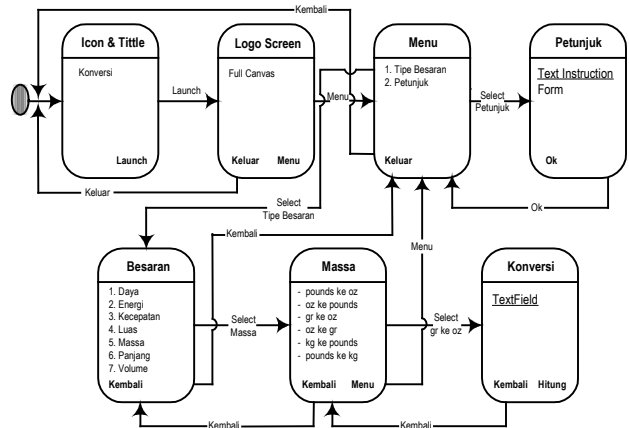 Kembali
Icon & Tittle
Konversi
Launch
Launch
Logo Screen
Full Canvas
Keluar Menu
Menu
Menu
1. Tipe Besaran
2. Petunjuk
Keluar
Select
Petunjuk
Petunjuk
Text Instruction
Form
Ok
Keluar
Select
Tipe Besaran
Ok
Kembali
Menu
Besaran
1. Daya
2. Energi
3. Kecepatan
4. Luas
5. Massa
6. Panjang
7. Volume
Kembali
Select
Massa
Massa
- pounds ke oz
- oz ke pounds
- gr ke oz
- oz ke gr
- kg ke pounds
- pounds ke kg
Kembali Menu
Select
gr ke oz
Konversi
TextField
Kembali Hitung
Kembali
Kembali